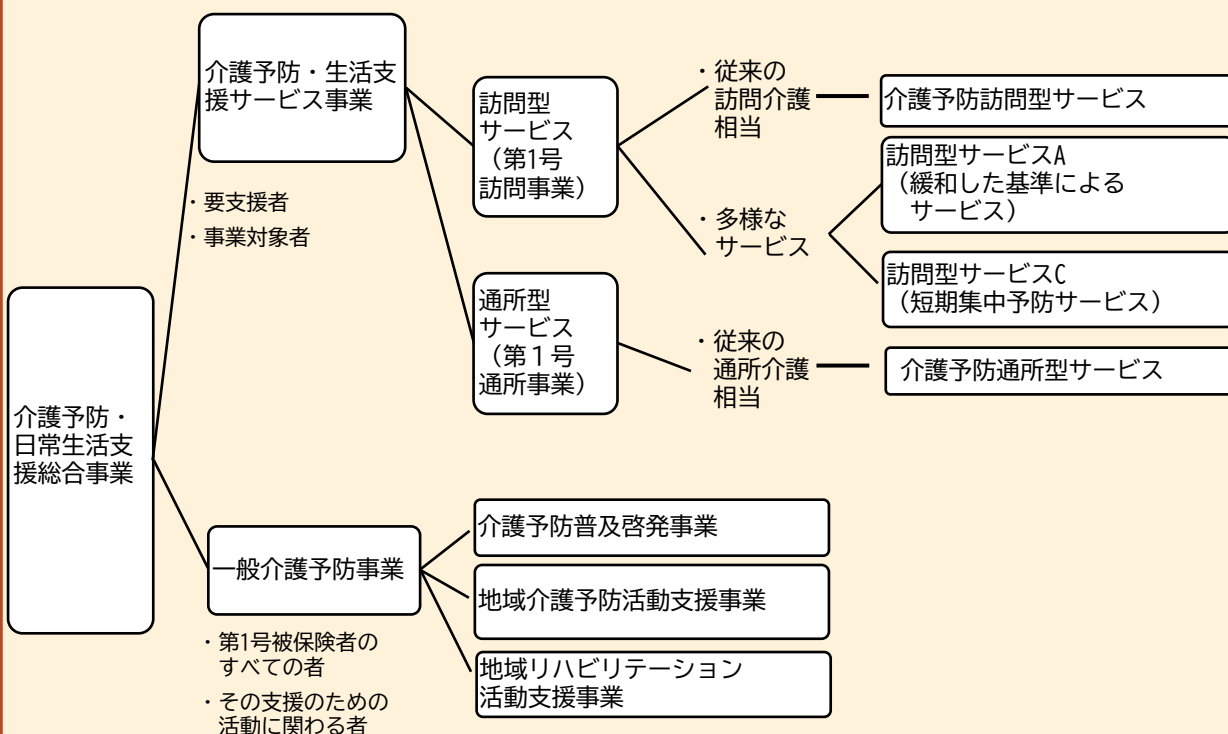 介護予防・生活支
援サービス事業
・要支援者
・事業対象者
訪問型
サービス
（第1号
訪問事業）
・従来の
訪問介護
相当
介護予防訪問型サービス
・多様な
サービス
訪問型サービスA
（緩和した基準による
サービス）
訪問型サービスC
（短期集中予防サービス）
通所型
サービス
（第１号
通所事業）
・従来の
通所介護
相当
介護予防通所型サービス
介護予防・
日常生活支
援総合事業
一般介護予防事業
・第1号被保険者の
すべての者
・その支援のための
活動に関わる者
介護予防普及啓発事業
地域介護予防活動支援事業
地域リハビリテーション
活動支援事業